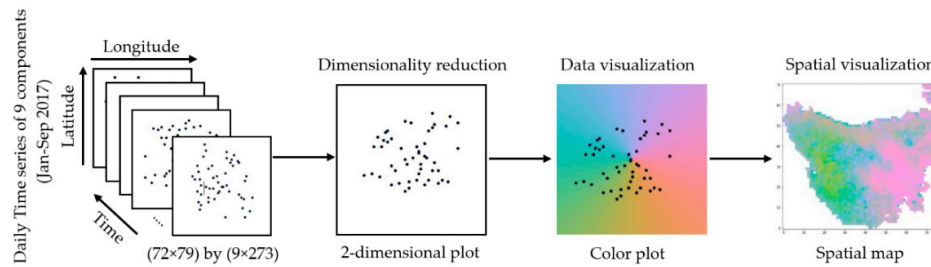 Daily Time series of 9 components
(Jan-Sep 2017)
Longitude
Latitude
Time
....
(72×79) by (9×273)
Dimensionality reduction
2-dimensional plot
Data visualization
Color plot
Spatial visualization
Spatial map